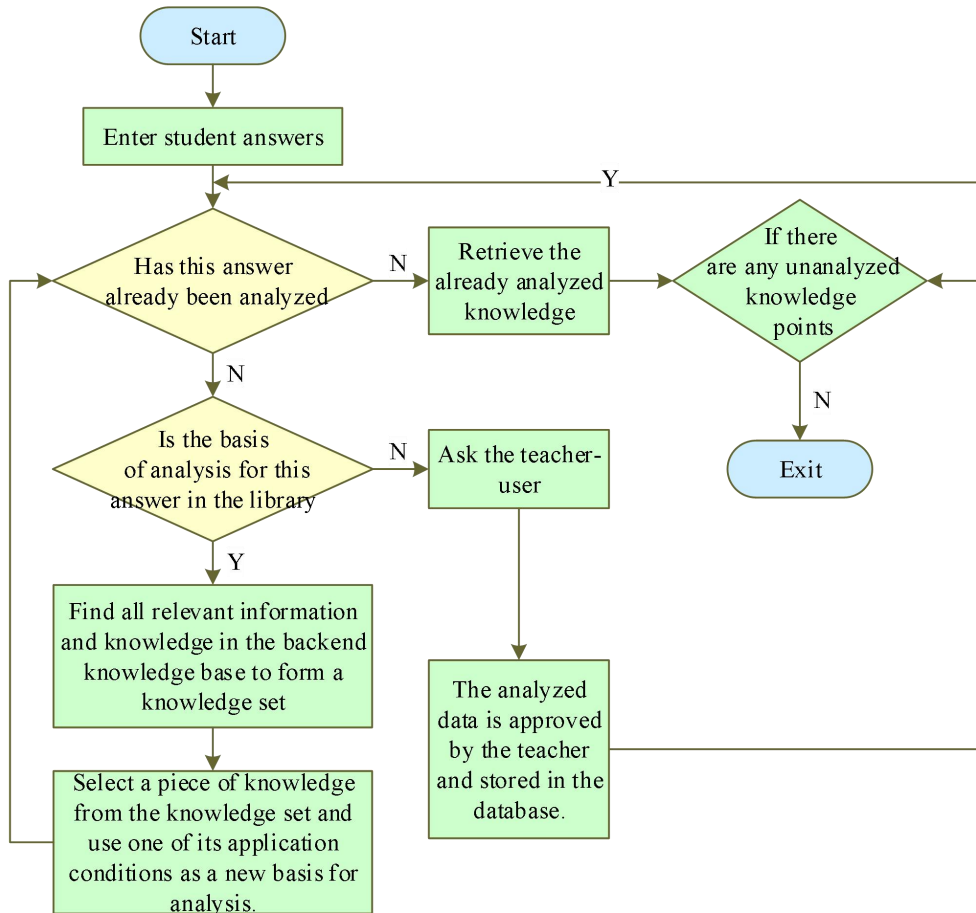 Start
Enter student answers
Y
Has this answer
already been analyzed
N
Retrieve the
already analyzed
knowledge
If there
are any unanalyzed
knowledge
points
N
N
Exit
Is the basis
of analysis for this
answer in the library
N
Ask the teacher-
user
Y
Find all relevant information
and knowledge in the backend
knowledge base to form a
knowledge set
The analyzed
data is approved
by the teacher
and stored in the
database.
Select a piece of knowledge
from the knowledge set and
use one of its application
conditions as a new basis for
analysis.